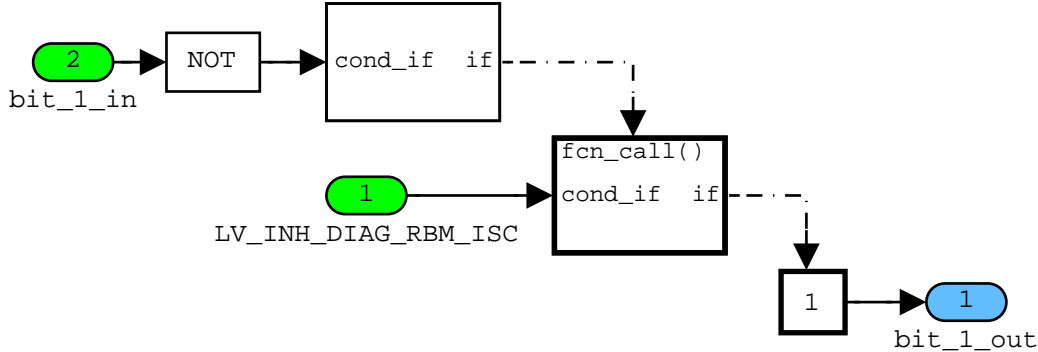 2
NOT
cond_if if
bit_1_in
fcn_call()
1
cond_if if
LV_INH_DIAG_RBM_ISC
1
1
bit_1_out